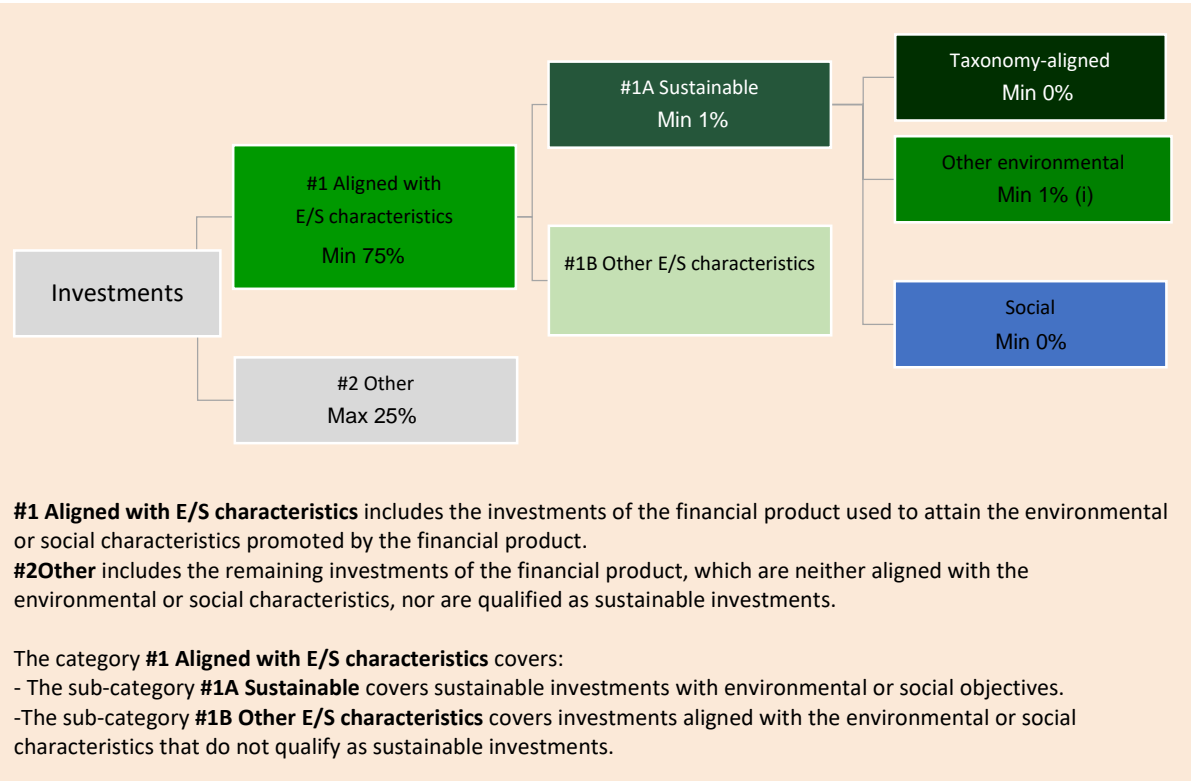 Investments
#1 Aligned with
E/S characteristics
Min 75%
#2 Other
Max 25%
#1A Sustainable
Min 1%
#1B Other E/S characteristics
Taxonomy-aligned
Min 0%
Other environmental
Min 1% (i)
Social
Min 0%
#1 Aligned with E/S characteristics includes the investments of the financial product used to attain the environmental
or social characteristics promoted by the financial product.
#2Other includes the remaining investments of the financial product, which are neither aligned with the
environmental or social characteristics, nor are qualified as sustainable investments.
The category #1 Aligned with E/S characteristics covers:
- The sub-category #1A Sustainable covers sustainable investments with environmental or social objectives.
-The sub-category #1B Other E/S characteristics covers investments aligned with the environmental or social
characteristics that do not qualify as sustainable investments.